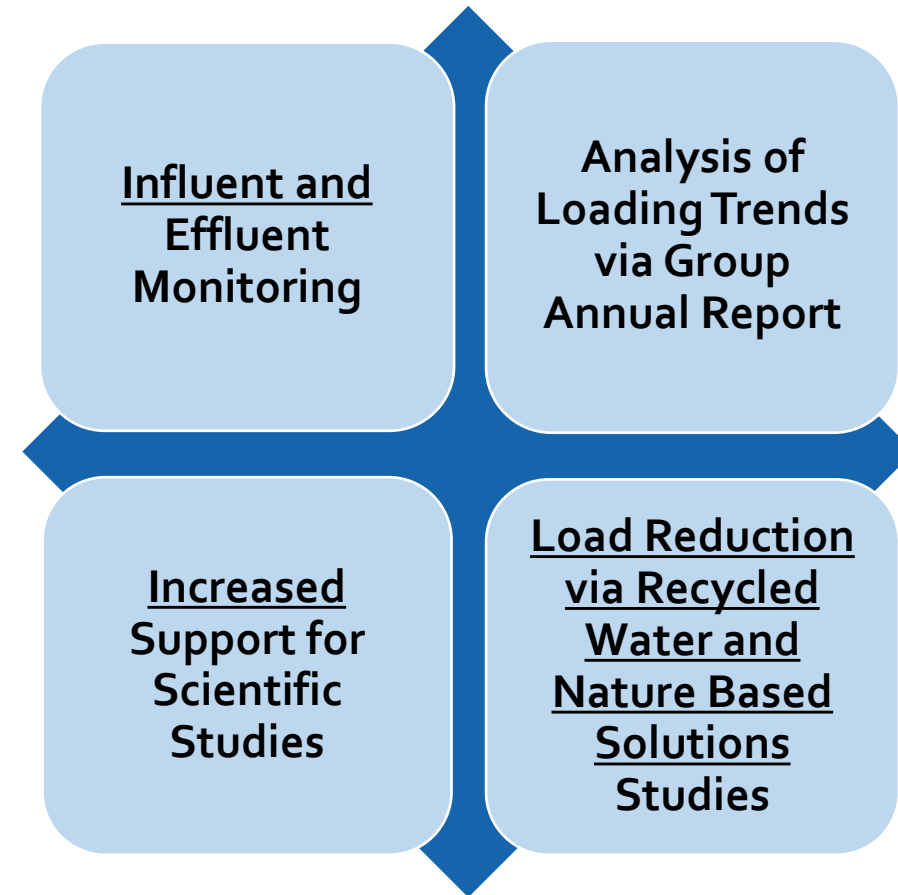 Influent and
Effluent
Monitoring
Analysis of
Loading Trends
via Group
Annual Report
Increased
Support for
Scientific
Studies
Load Reduction
via Recycled
Water and
Nature Based
Solutions
Studies